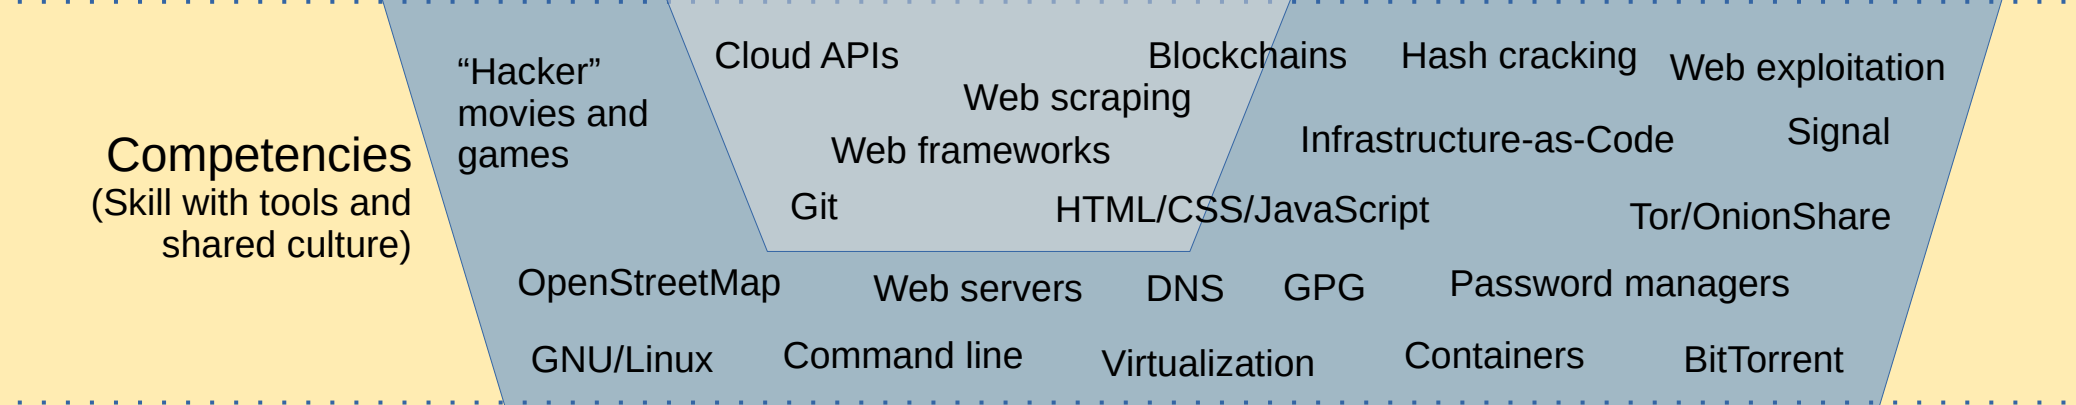 Competencies
(Skill with tools and
shared culture)
“Hacker”
movies and
games
Cloud APIs
Blockchains
Hash cracking
Web exploitation
Web scraping
Web frameworks
Infrastructure-as-Code
Signal
Git
HTML/CSS/JavaScript
Tor/OnionShare
OpenStreetMap
Web servers
DNS
GPG
Password managers
GNU/Linux
Command line
Virtualization
Containers
BitTorrent